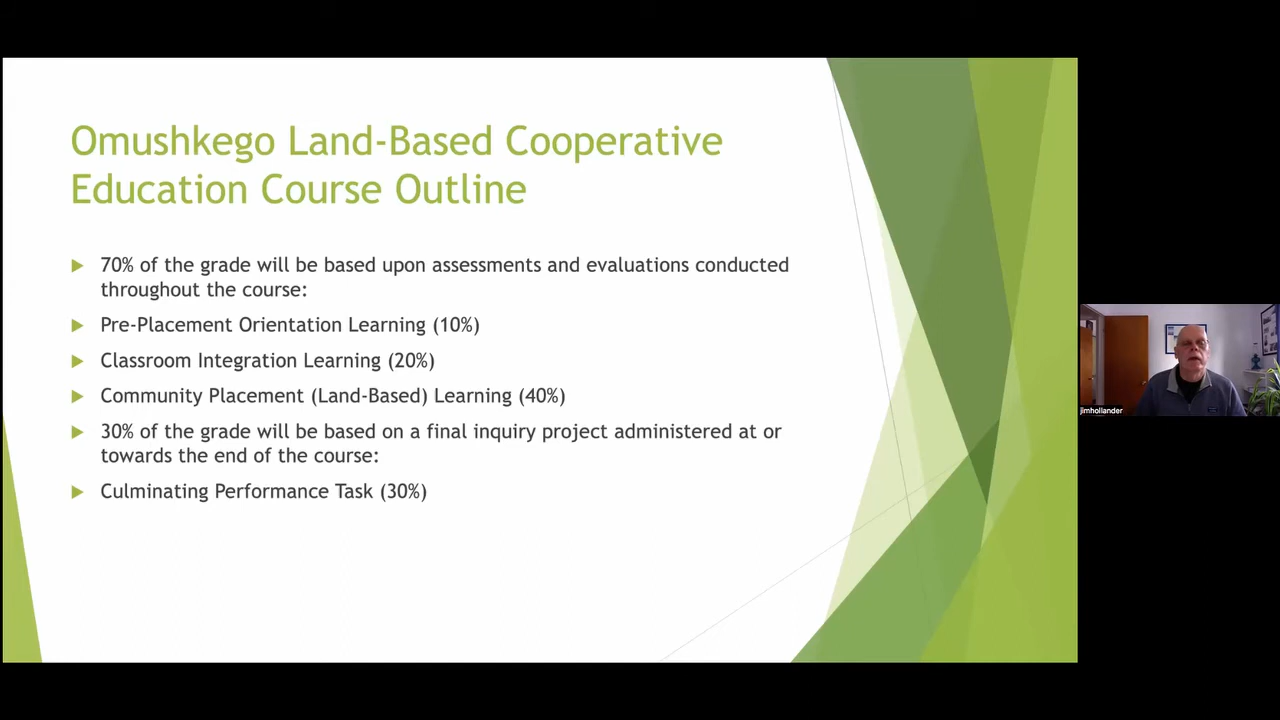 Omushkego Land-Based Cooperative
Education Course Outline
70% of the grade will be based upon assessments and evaluations conducted
throughout the course:
Pre-Placement Orientation Learning (10%)
Classroom Integration Learning (20%)
Community Placement (Land-Based) Learning (40%)
30% of the grade will be based on a final inquiry project administered at or
towards the end of the course:
Culminating Performance Task (30%)
jimhollander